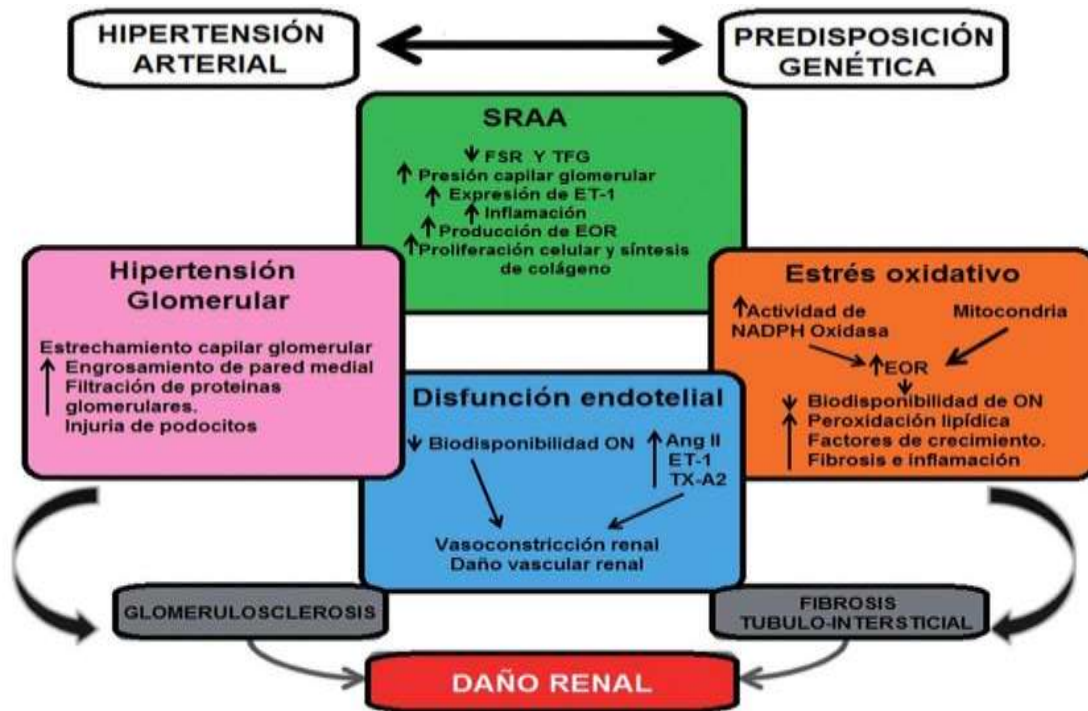 HIPERTENSIÓN
ARTERIAL
PREDISPOSICIÓN
GENÉTICA
SRAA
↓ FSR Y TFG
↑ Presión capilar glomerular
↑ Expresión de ET-1
↑ Inflamación
↑ Producción de EOR
↑ Proliferación celular y síntesis
de colágeno
Hipertensión
Glomerular
Estrechamiento capilar glomerular
↑ Engrosamiento de pared medial
Filtración de proteinas
glomerulares.
Injuria de podocitos
Estrés oxidativo
↑ Actividad de
NADPH Oxidasa
Mitocondria
↑ EOR
↓ Biodisponibilidad de ON
↑ Peroxidación lipídica
Factores de crecimiento.
Fibrosis e inflamación
Disfunción endotelial
↓ Biodisponibilidad ON
↑ Ang II
ET-1
TX-A2
Vasoconstricción renal
Daño vascular renal
GLOMERULOSCLEROSIS
FIBROSIS
TUBULO-INTERSTICIAL
DAÑO RENAL